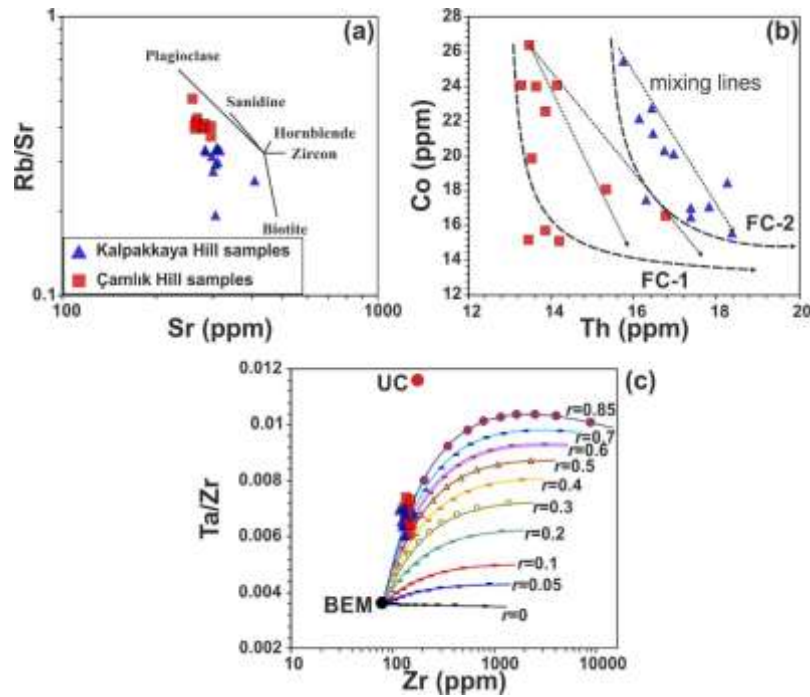 (a)
1
0.1
Rb/Sr
Plagioclase
Sanidine
Hornblende
Zircon
Biotite
Kalpakkaya Hill samples
Çamlık Hill samples
100
1000
Sr (ppm)
(b)
28
26
24
22
20
18
16
14
12
Co (ppm)
mixing lines
FC-2
FC-1
12 14 16 18 20
Th (ppm)
(c)
0.012
0.01
0.008
0.006
0.004
0.002
Ta/Zr
UC
BEM
r=0.85
r=0.7
r=0.6
r=0.5
r=0.4
r=0.3
r=0.2
r=0.1
r=0.05
r=0
10 100 1000 10000
Zr (ppm)